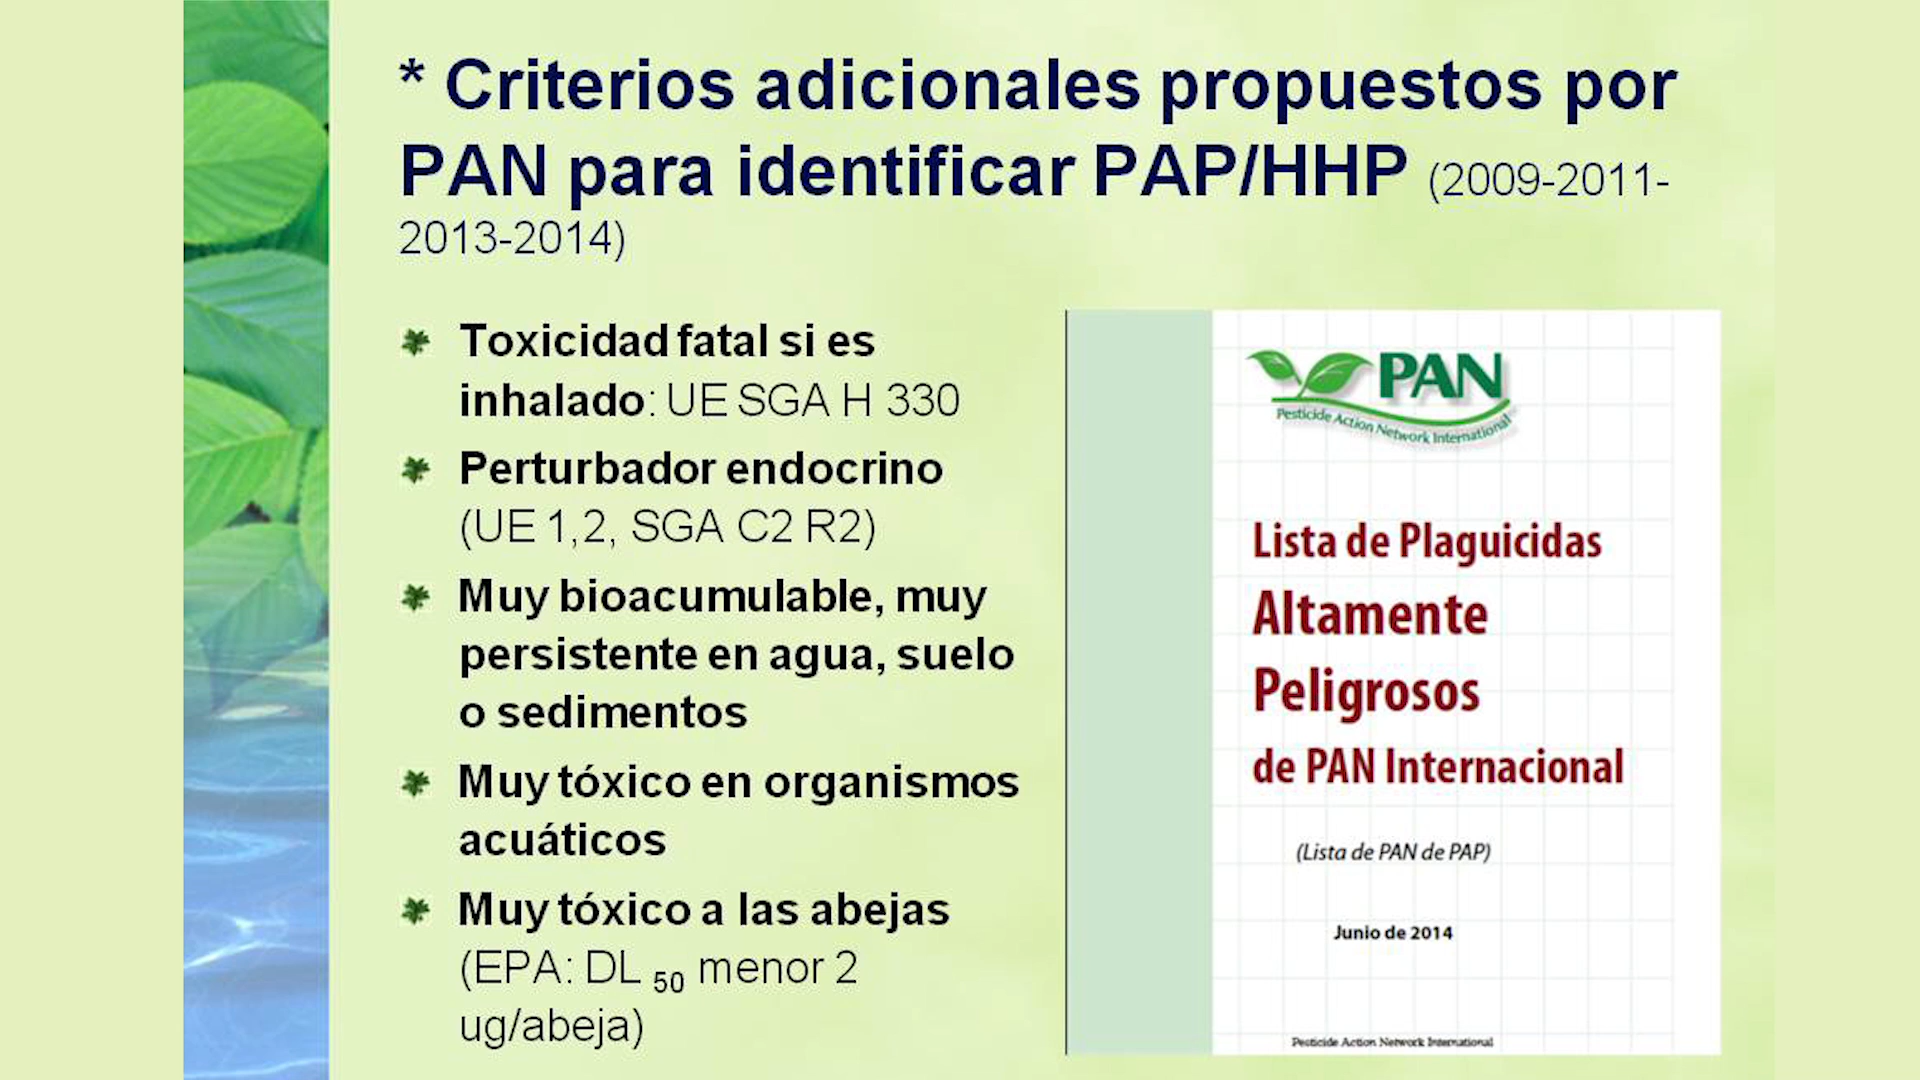 * Criterios adicionales propuestos por
PAN para identificar PAP/HHP (2009-2011-
2013-2014)
Toxicidad fatal si es
inhalado: UE SGA H 330
Perturbador endocrino
(UE 1,2, SGA C2 R2)
Muy bioacumulable, muy
persistente en agua, suelo
o sedimentos
Muy tóxico en organismos
acuáticos
Muy tóxico a las abejas
(EPA: DL 50 menor 2
ug/abeja)
PAN
Pesticide Action Network International
Lista de Plaguicidas
Altamente
Peligrosos
de PAN Internacional
(Lista de PAN de PAP)
Junio de 2014
Pesticide Action Network International